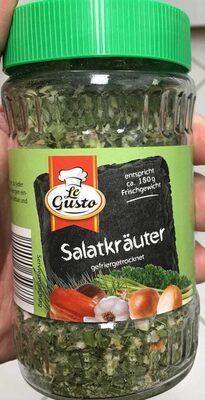 Le
Gusto
entspricht
ca. 180g
Frischgewicht
Salatkräuter
gefriergetrocknet